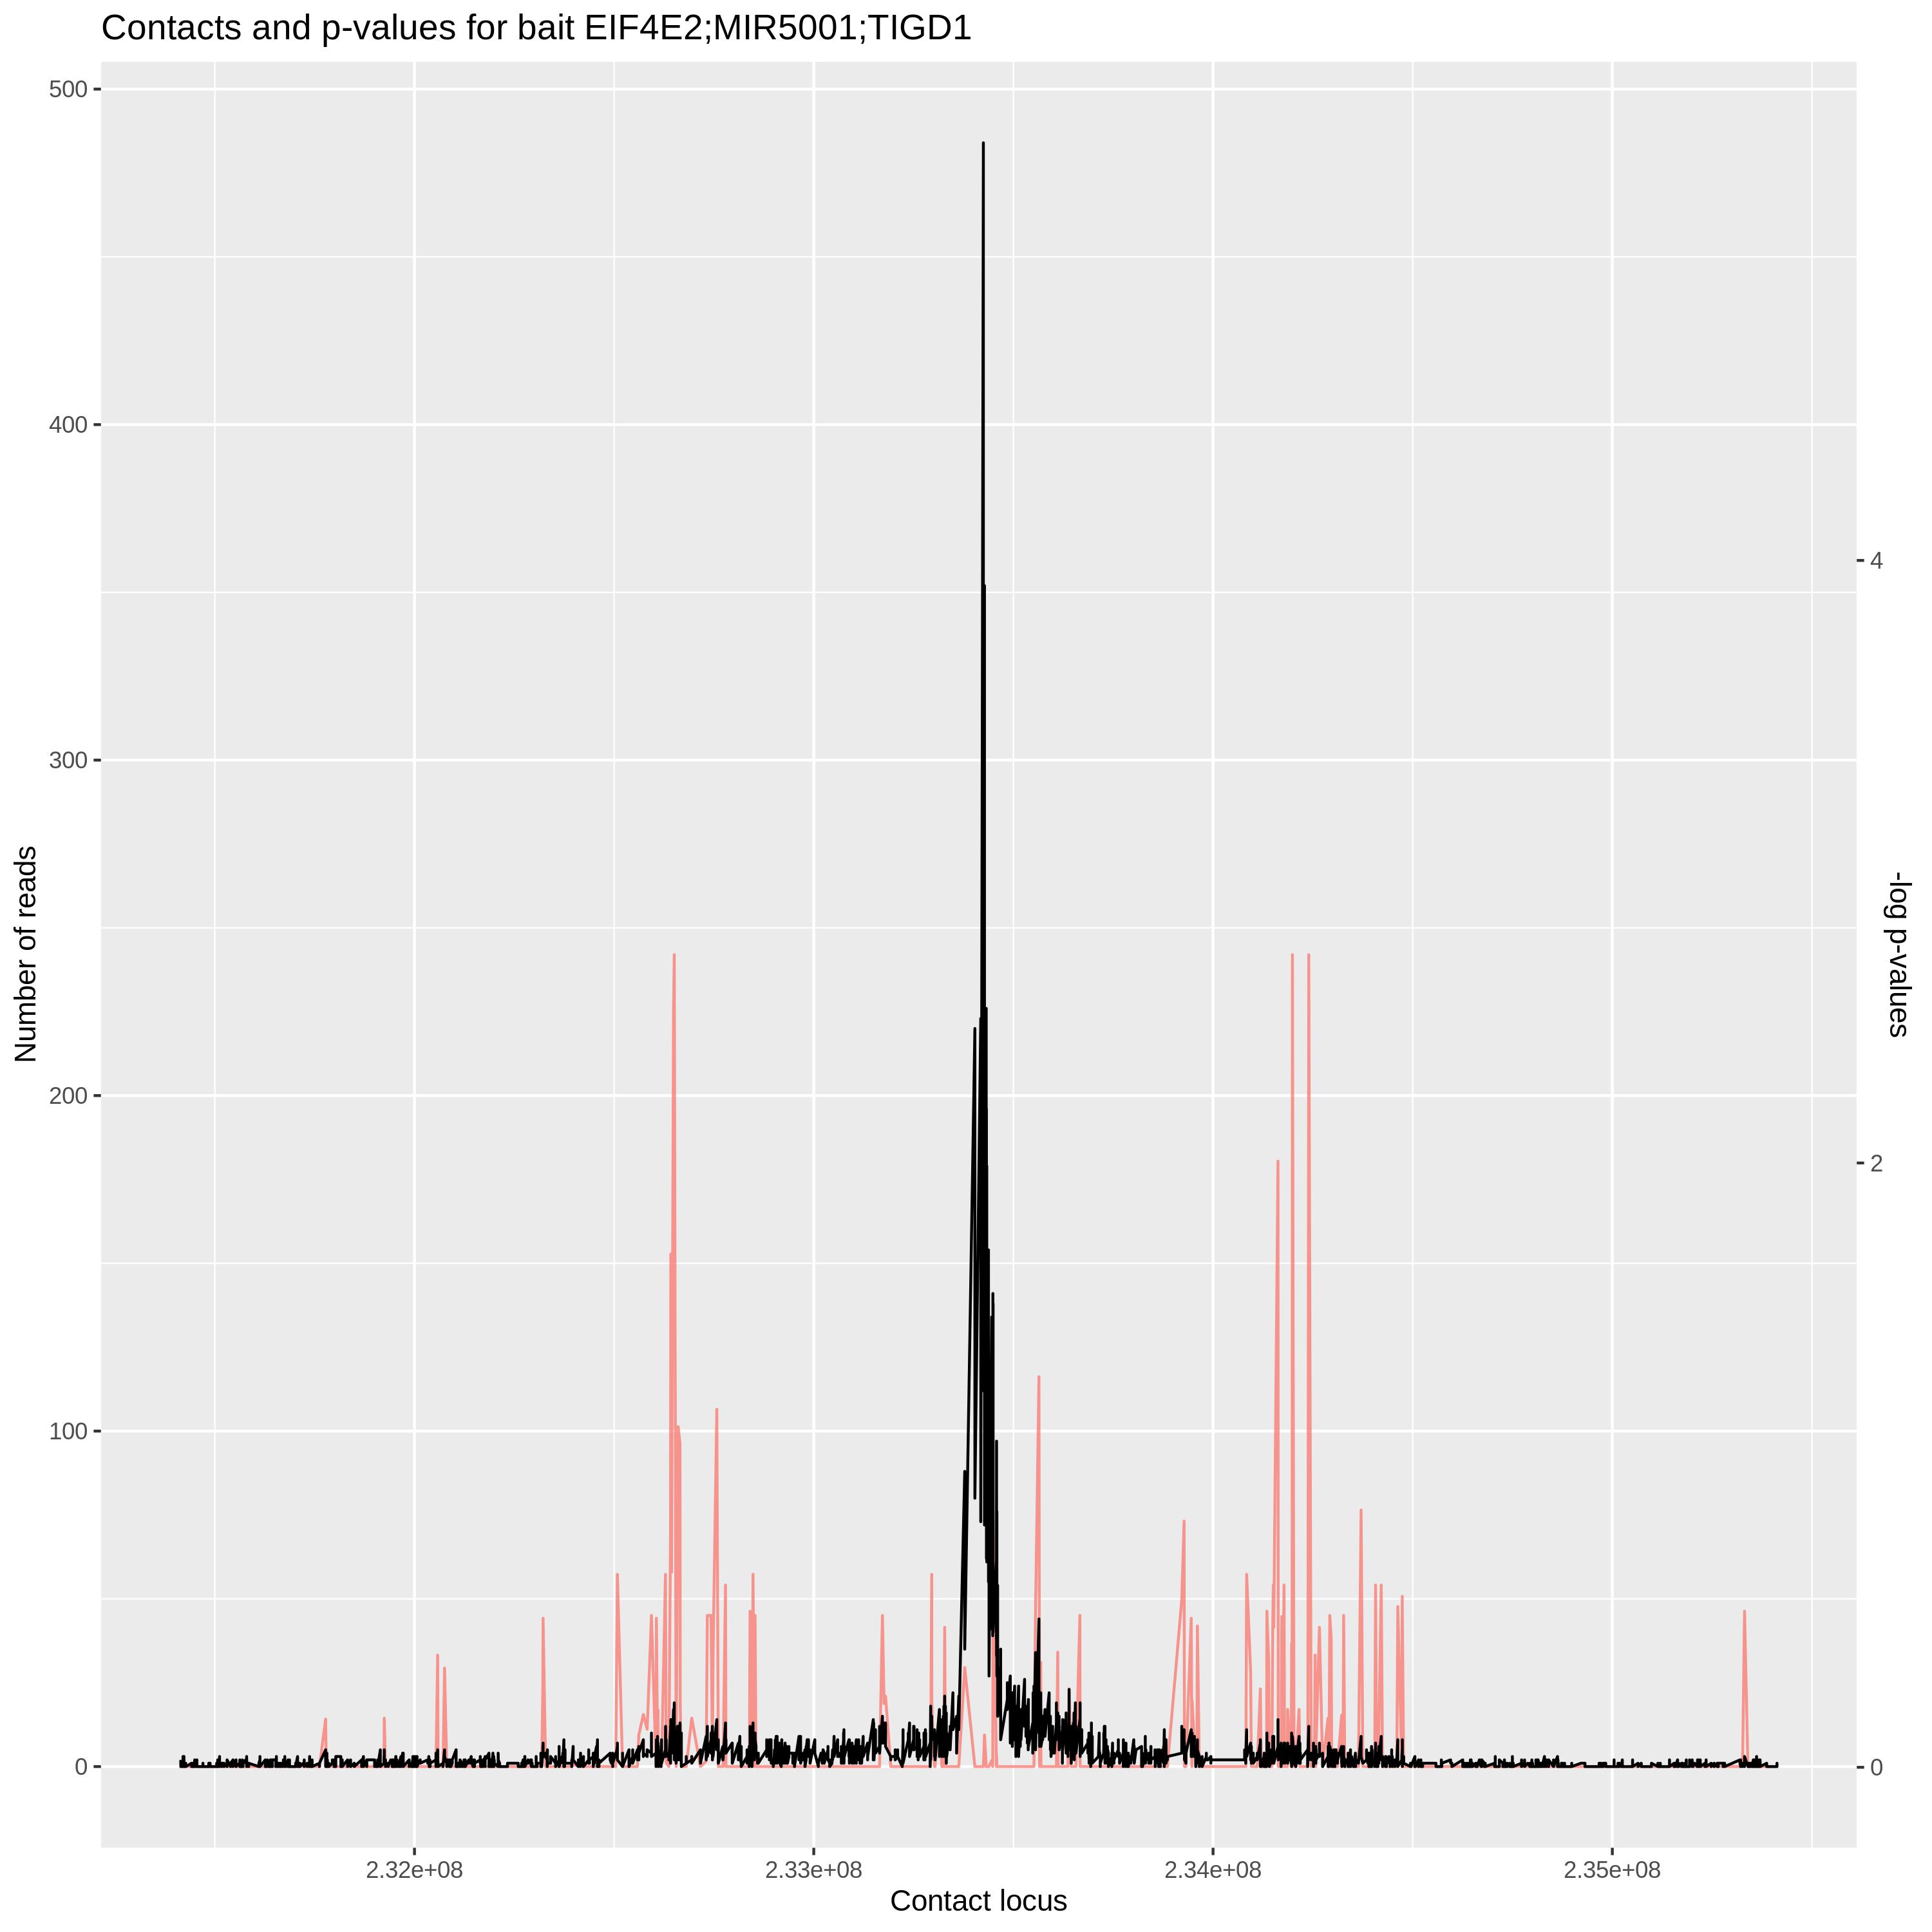 Contacts and p-values for bait EIF4E2;MIR5001;TIGD1
500
400
300
200
100
0
Number of reads
4
2
0
-log p-values
2.32e+08
2.33e+08
2.34e+08
2.35e+08
Contact locus